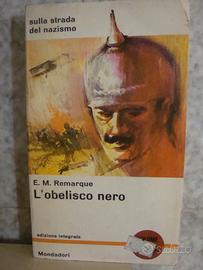 sulla strada
del nazismo
E. M. Remarque
L'obelisco nero
edizione integrale
Mondadori